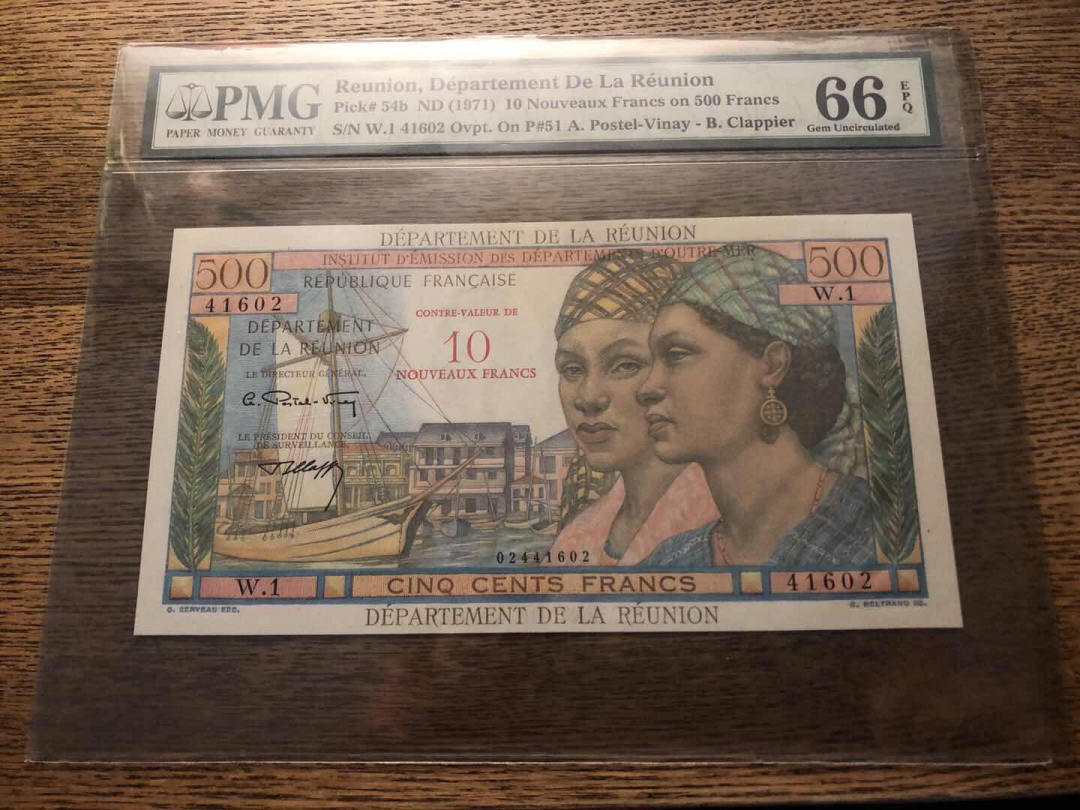 PMG
PAPER MONEY GUARANTY
Reunion, Département De La Réunion
Pick# 54b ND (1971) 10 Nouveaux Francs on 500 Francs
S/N W.1 41602 Ovpt. On P#51 A. Postel-Vinay - B. Clappier
66
EPQ
Gem Uncirculated
DÉPARTEMENT DE LA RÉUNION
INSTITUT D'ÉMISSION DES DÉPARTEMENTS D'OUTRE-MER
500
500
41602
RÉPUBLIQUE FRANÇAISE
W.1
DÉPARTEMENT
DE LA RÉUNION
CONTRE-VALEUR DE
10
NOUVEAUX FRANCS
LE DIRECTEUR GÉNÉRAL,
A. Postel-Vinay
LE PRÉSIDENT DU CONSEIL
DE SURVEILLANCE,
02441602
W.1
CINQ CENTS FRANCS
41602
DÉPARTEMENT DE LA RÉUNION
G. BELTRAND SC.